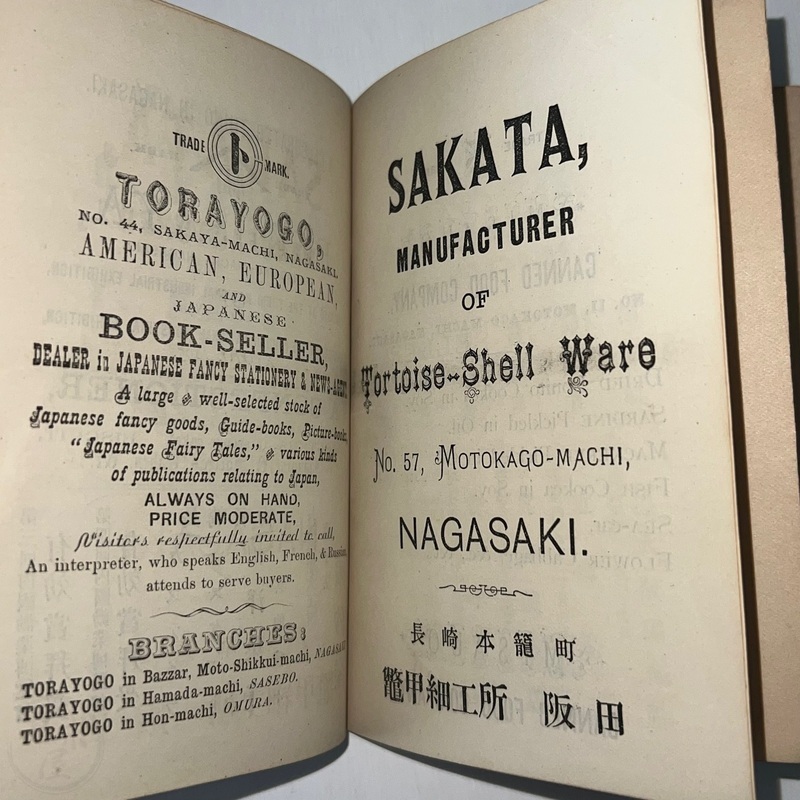 TRADE ト MARK.
TORAYOGO,
NO. 44, SAKAYA-MACHI, NAGASAKI.
AMERICAN, EUROPEAN,
AND
JAPANESE
BOOK-SELLER,
DEALER in JAPANESE FANCY STATIONERY & NEWS-AGENT
A large & well-selected stock of
Japanese fancy goods, Guide-books, Picture-books,
"Japanese Fairy Tales," & various kinds
of publications relating to Japan,
ALWAYS ON HAND,
PRICE MODERATE,
Visitors respectfully invited to call,
An interpreter, who speaks English, French, & Russian
attends to serve buyers.
BRANCHES:
TORAYOGO in Bazzar, Moto-Shikkui-machi, NAGASAKI
TORAYOGO in Hamada-machi, SASEBO.
TORAYOGO in Hon-machi, OMURA.
SAKATA,
MANUFACTURER
OF
Tortoise-Shell Ware
No. 57, MOTOKAGO-MACHI,
NAGASAKI.
長崎本籠町
鼈甲細工所 阪田